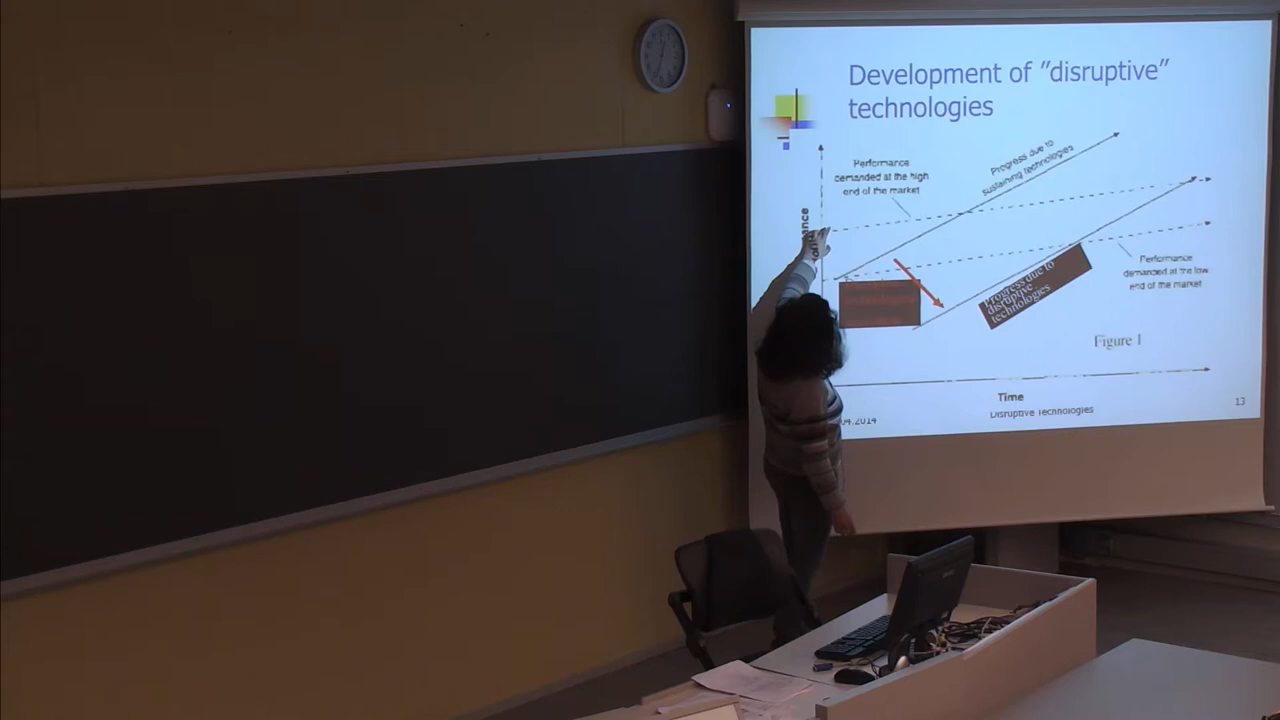 Development of ”disruptive”
technologies
Performance
demanded at the high
end of the market
Progress due to
sustaining technologies
Performance
demanded at the low
end of the market
Progress due to
disruptive
technologies
Figure 1
Time
04.2014
Disruptive Technologies
13